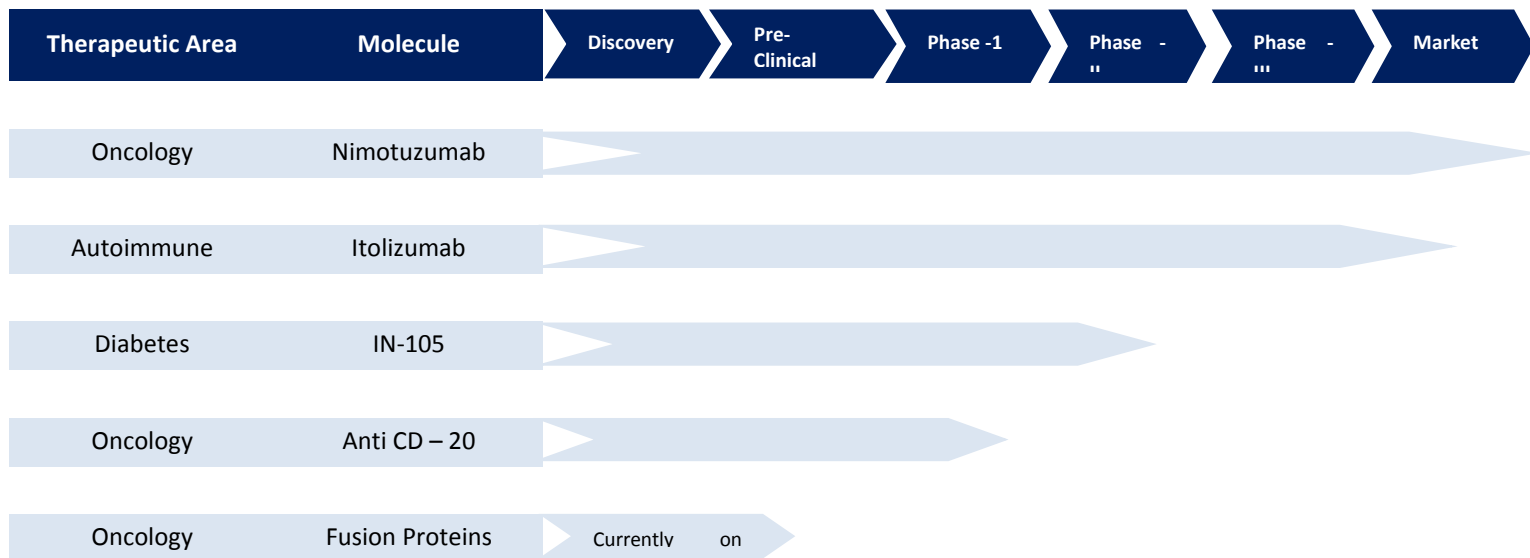 Therapeutic Area Molecule Discovery Pre- Phase -1 Phase - Phase - Market
Clinical II III
Oncology Nimotuzumab
Autoimmune Itolizumab
Diabetes IN-105
Oncology Anti CD – 20
Oncology Fusion Proteins Currently on